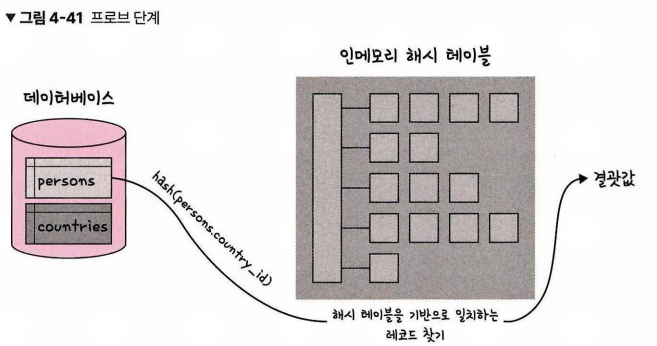 ▼ 그림 4-41 프로브 단계
인메모리 해시 테이블
데이터베이스
persons
countries
hash(persons.country_id)
결괏값
해시 테이블을 기반으로 일치하는
레코드 찾기